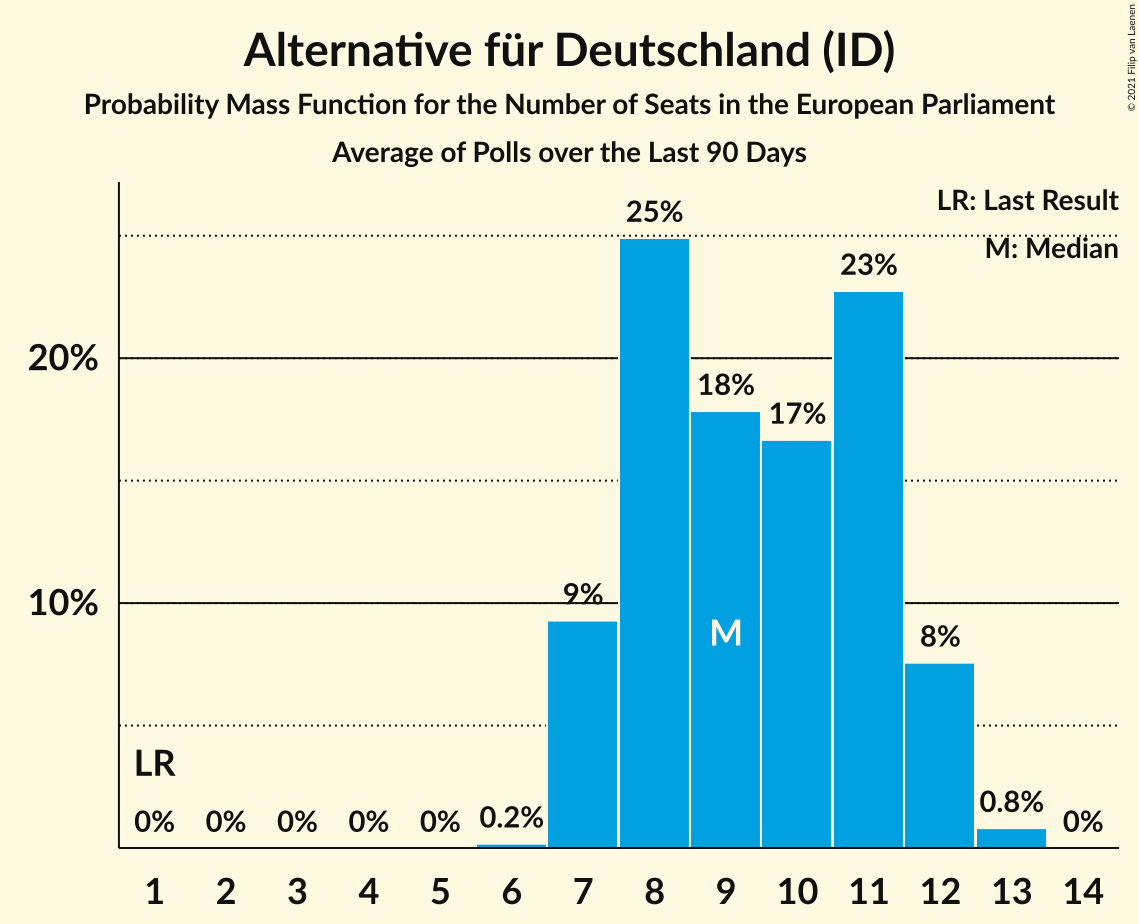 Alternative für Deutschland (ID)
Probability Mass Function for the Number of Seats in the European Parliament
Average of Polls over the Last 90 Days
© 2021 Filip van Laenen
LR: Last Result
M: Median
25%
23%
20%
18%
17%
10%
9%
M
8%
LR
0%
0%
0%
0%
0%
0.2%
0.8%
0%
1 2 3 4 5 6 7 8 9 10 11 12 13 14